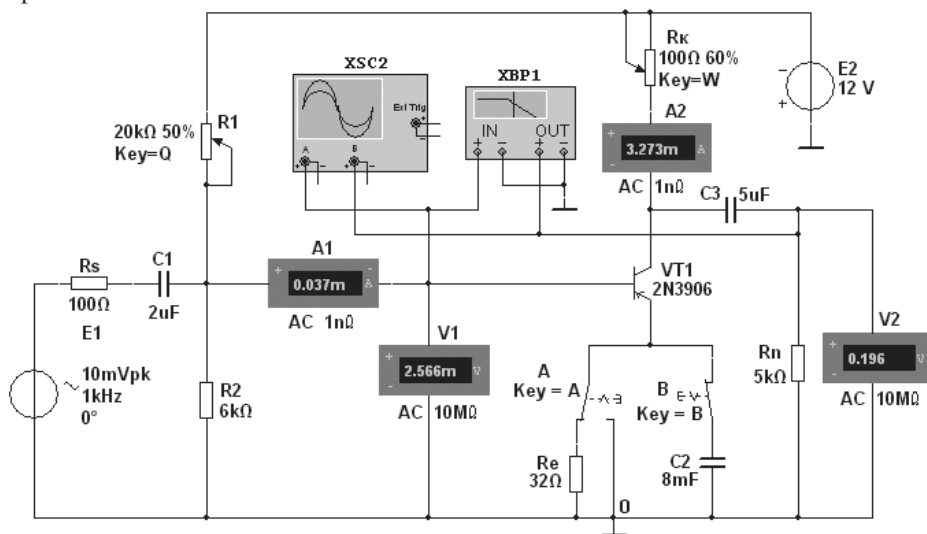 XSC2
Ext Trig
+
-
A
B
+ -
+ -
XBP1
IN
OUT
+ - + -
Rк
100Ω 60%
Key=W
E2
12 V
-
+
R1
20kΩ 50%
Key=Q
A2
+
3.273m
A
-
AC 1nΩ
C3
5uF
Rs
100Ω
C1
2uF
A1
+ -
0.037m
A
AC 1nΩ
VT1
2N3906
E1
10mVpk
1kHz
0°
R2
6kΩ
V1
+
2.566m
V
-
AC 10MΩ
A
Key = A
B
Key = B
Re
32Ω
C2
8mF
0
Rn
5kΩ
V2
+
0.196
V
-
AC 10MΩ